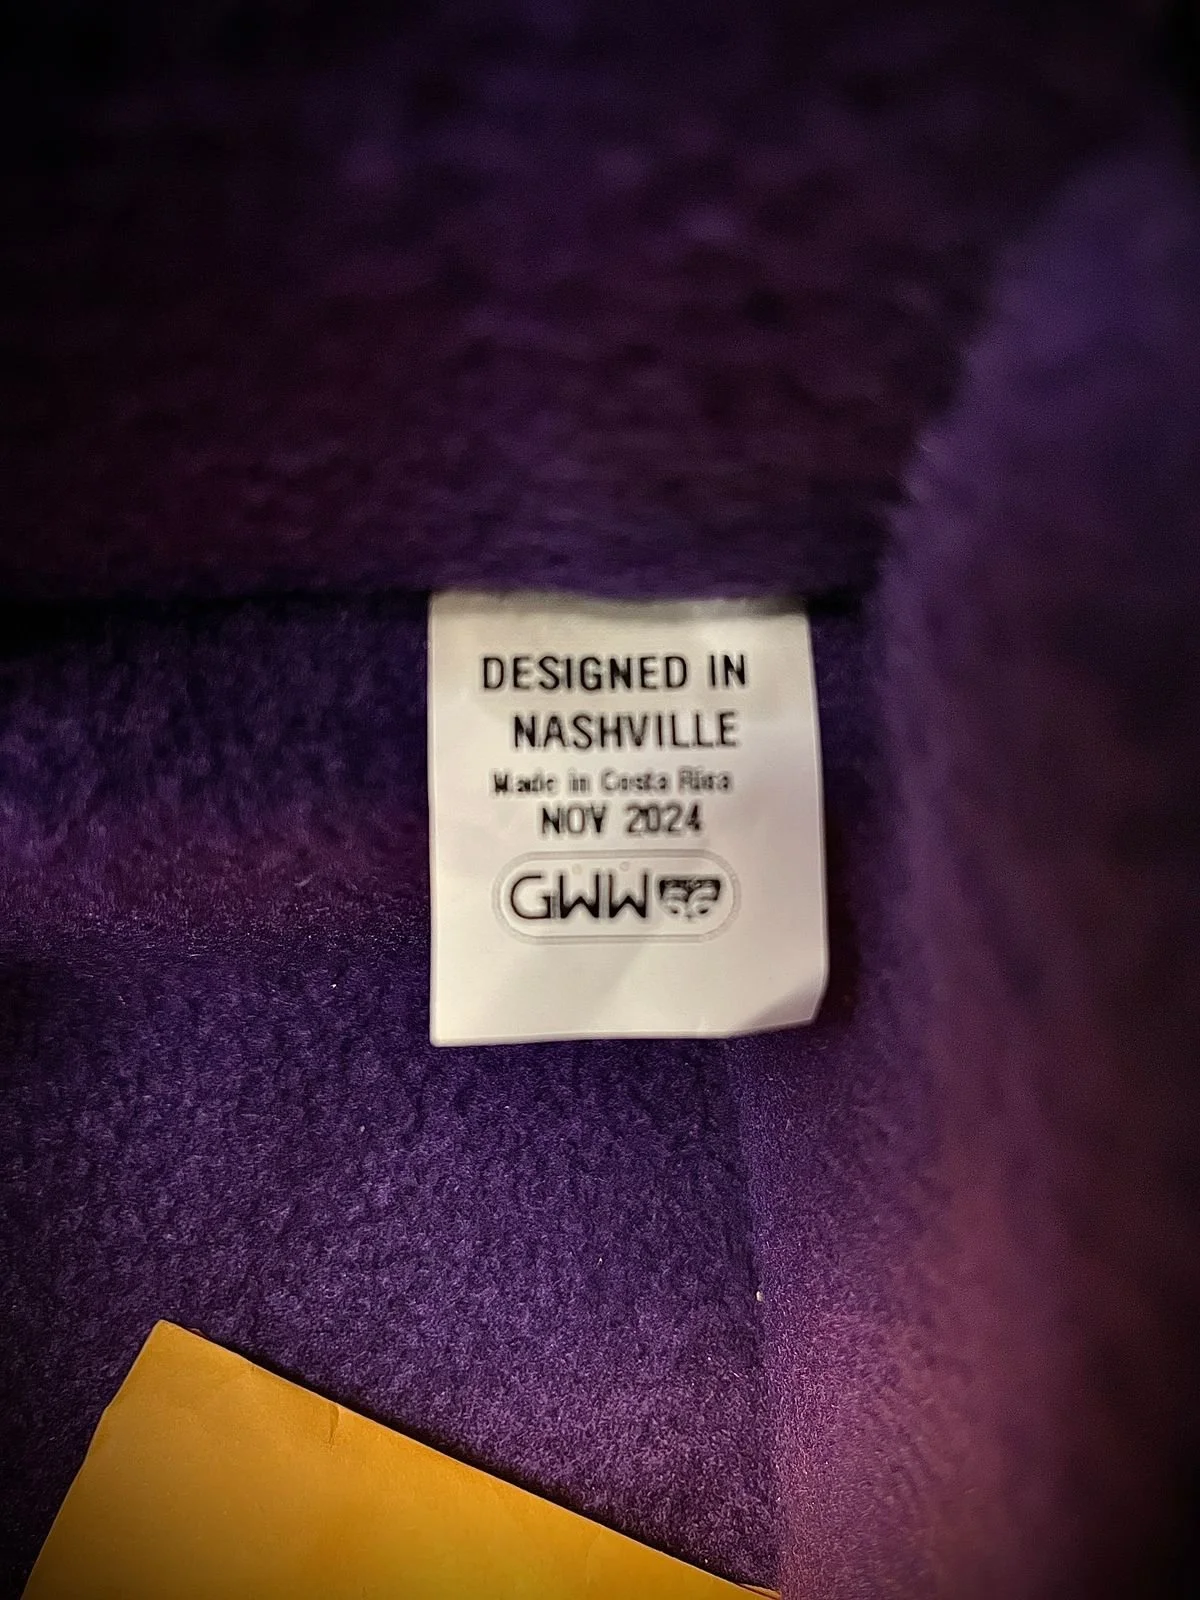 DESIGNED IN
NASHVILLE
Made in Costa Rica
NOV 2024
GWW